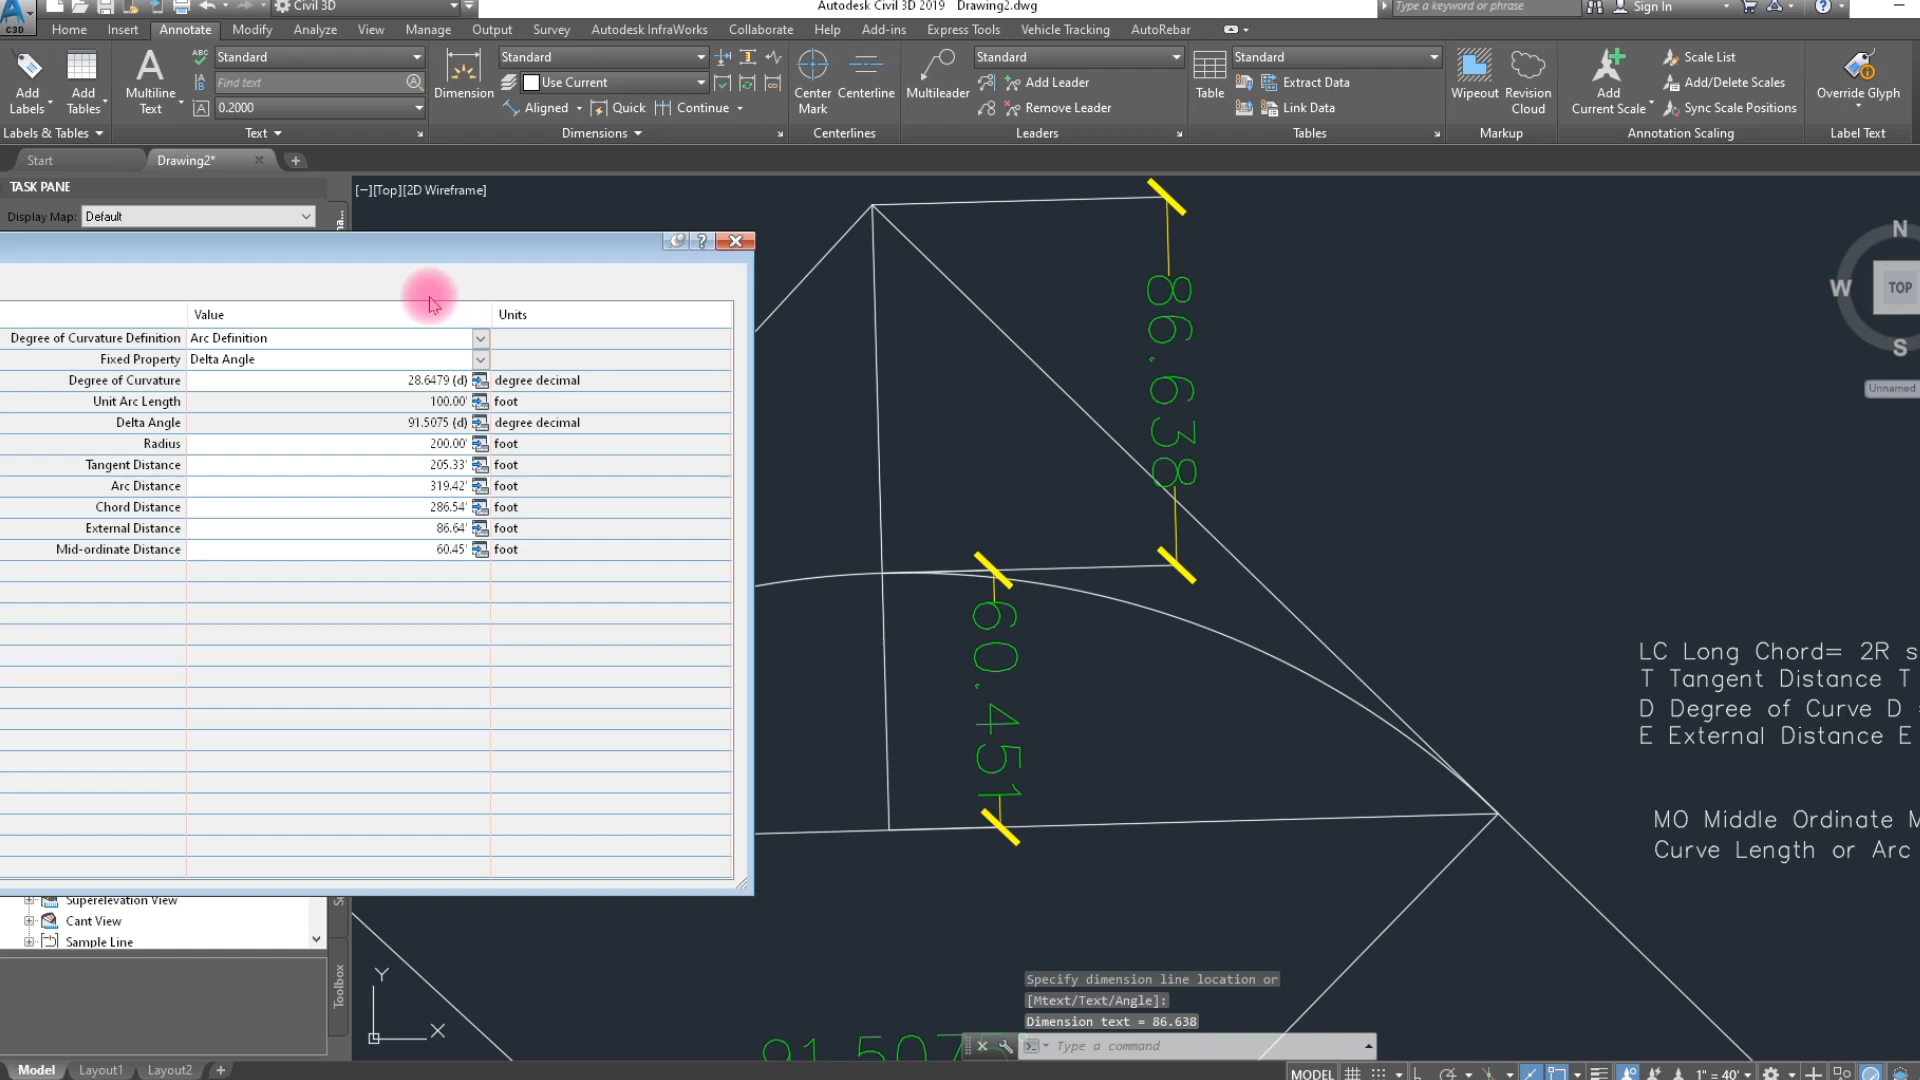 Civil 3D
Autodesk Civil 3D 2019 Drawing2.dwg
Type a keyword or phrase
Sign In
C3D
Home Insert Annotate Modify Analyze View Manage Output Survey Autodesk InfraWorks Collaborate Help Add-ins Express Tools Vehicle Tracking AutoRebar
Add Labels
Add Tables
Labels & Tables
Multiline Text
ABC
Standard
Find text
0.2000
Text
Dimension
Standard
Use Current
Aligned Quick Continue
Dimensions
Center Mark
Centerline
Centerlines
Multileader
Standard
Add Leader
Remove Leader
Leaders
Table
Standard
Extract Data
Link Data
Tables
Wipeout
Revision Cloud
Markup
Add Current Scale
Scale List
Add/Delete Scales
Sync Scale Positions
Annotation Scaling
Override Glyph
Label Text
Start
Drawing2*
TASK PANE
Display Map: Default
[−][Top][2D Wireframe]
N
W
TOP
S
Unnamed
Value Units
Degree of Curvature Definition Arc Definition
Fixed Property Delta Angle
Degree of Curvature 28.6479 (d) degree decimal
Unit Arc Length 100.00' foot
Delta Angle 91.5075 (d) degree decimal
Radius 200.00' foot
Tangent Distance 205.33' foot
Arc Distance 319.42' foot
Chord Distance 286.54' foot
External Distance 86.64' foot
Mid-ordinate Distance 60.45' foot
86.638
60.451
LC Long Chord= 2R s
T Tangent Distance T
D Degree of Curve D
E External Distance E
MO Middle Ordinate M
Curve Length or Arc
Superelevation View
Cant View
Sample Line
Toolbox
Y
X
91.5075
Specify dimension line location or
[Mtext/Text/Angle]:
Dimension text = 86.638
Type a command
Model Layout1 Layout2
MODEL
1" = 40'